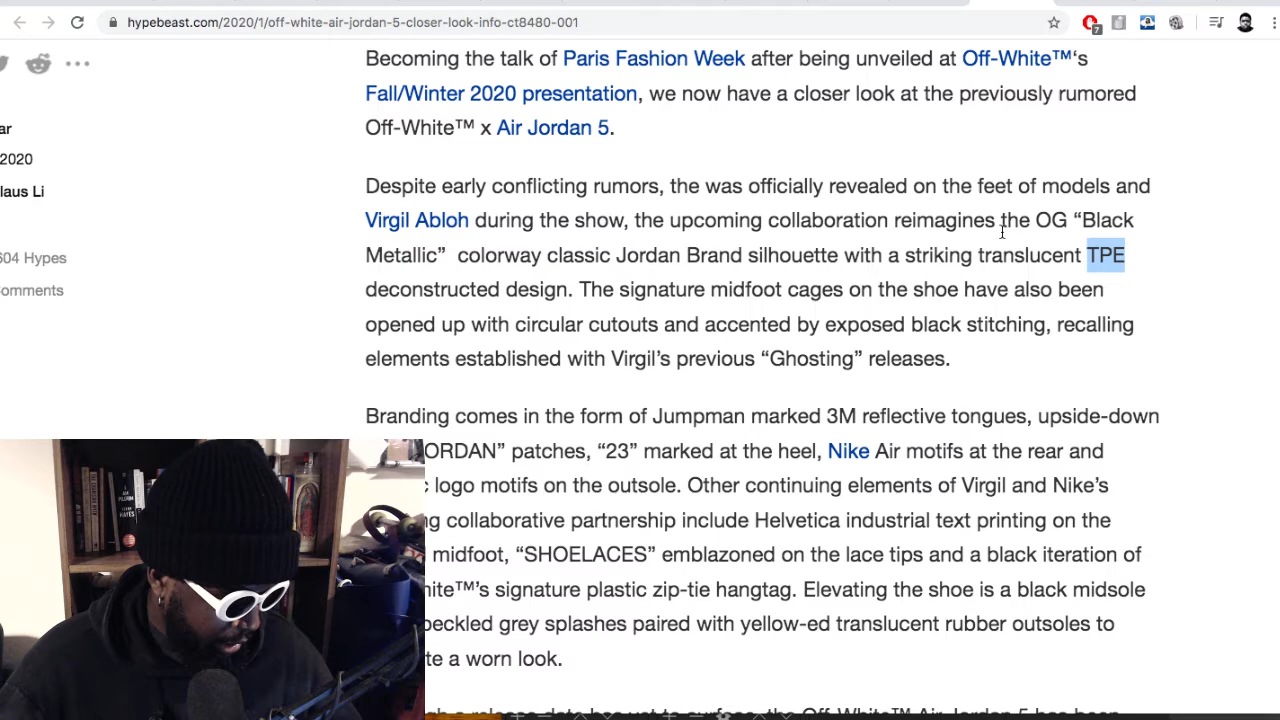 hypebeast.com/2020/1/off-white-air-jordan-5-closer-look-info-ct8480-001
7
Becoming the talk of Paris Fashion Week after being unveiled at Off-White™‘s
Fall/Winter 2020 presentation, we now have a closer look at the previously rumored
Off-White™ x Air Jordan 5.
ar
2020
laus Li
604 Hypes
omments
Despite early conflicting rumors, the was officially revealed on the feet of models and
Virgil Abloh during the show, the upcoming collaboration reimagines the OG “Black
Metallic” colorway classic Jordan Brand silhouette with a striking translucent TPE
deconstructed design. The signature midfoot cages on the shoe have also been
opened up with circular cutouts and accented by exposed black stitching, recalling
elements established with Virgil’s previous “Ghosting” releases.
Branding comes in the form of Jumpman marked 3M reflective tongues, upside-down
ORDAN” patches, “23” marked at the heel, Nike Air motifs at the rear and
logo motifs on the outsole. Other continuing elements of Virgil and Nike’s
ng collaborative partnership include Helvetica industrial text printing on the
midfoot, “SHOELACES” emblazoned on the lace tips and a black iteration of
hite™’s signature plastic zip-tie hangtag. Elevating the shoe is a black midsole
peckled grey splashes paired with yellow-ed translucent rubber outsoles to
te a worn look.
I AM PILGRIM
TERRY HAYES